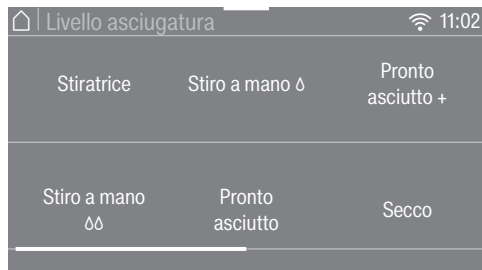 Livello asciugatura 11:02
Stiratrice
Stiro a mano
Pronto
asciutto +
Stiro a mano
Pronto
asciutto
Secco